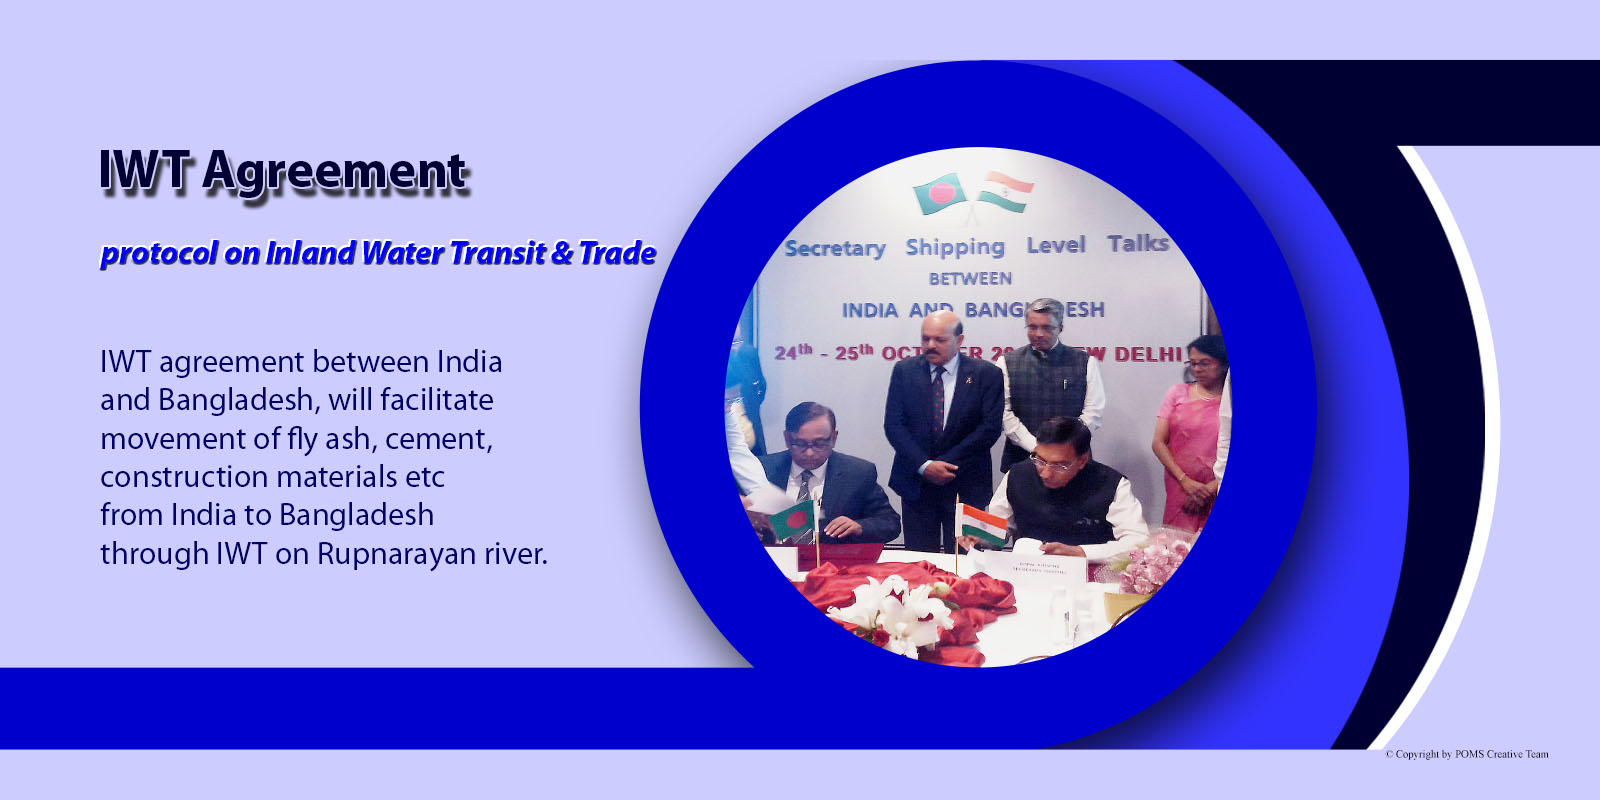 IWT Agreement
protocol on Inland Water Transit & Trade
IWT agreement between India
and Bangladesh, will facilitate
movement of fly ash, cement,
construction materials etc
from India to Bangladesh
through IWT on Rupnarayan river.
Secretary Shipping Level Talks
BETWEEN
INDIA AND
24th - 25th DELHI
© Copyright by POMS Creative Team